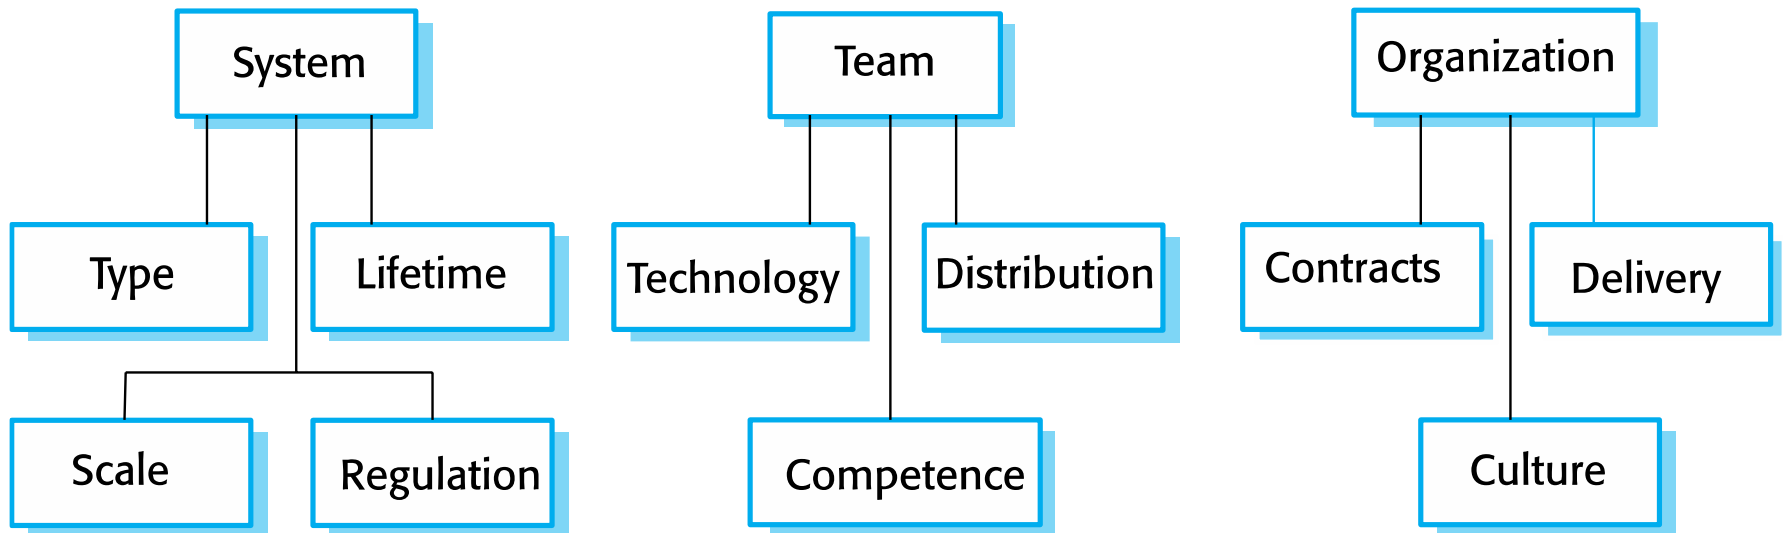 System
Team
Organization
Type
Lifetime
Technology
Distribution
Contracts
Delivery
Scale
Regulation
Competence
Culture